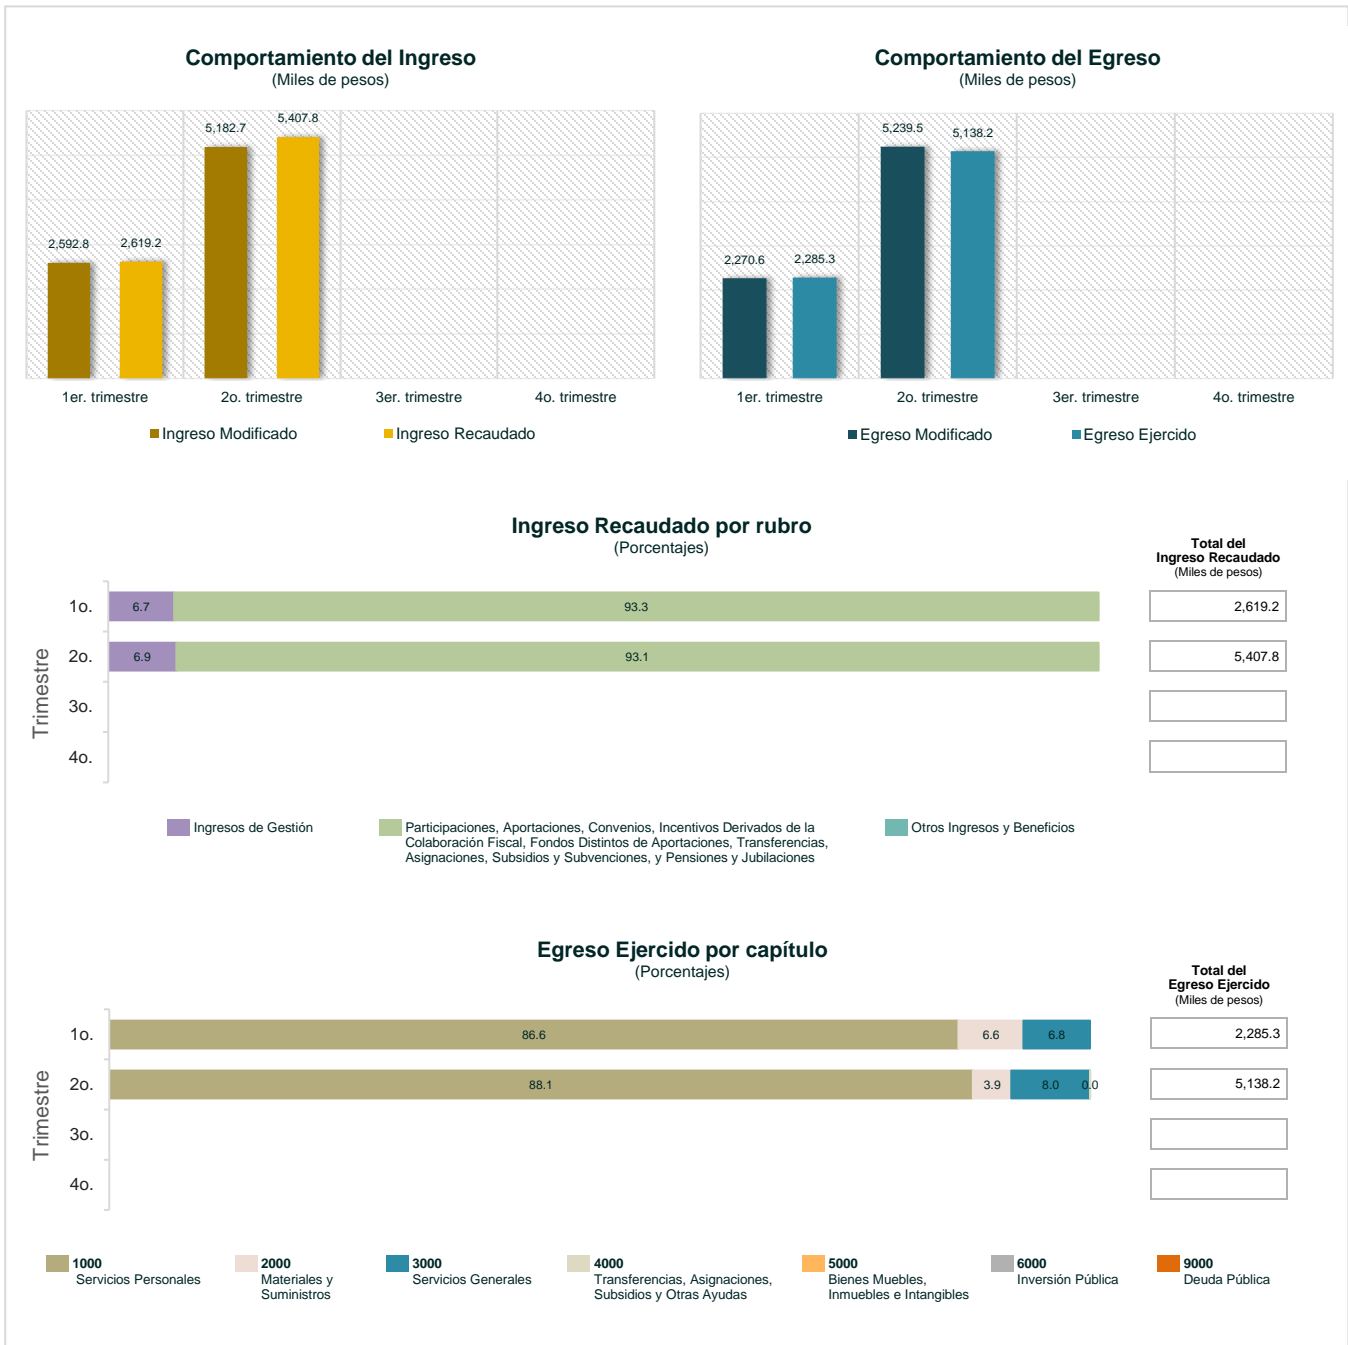 Comportamiento del Ingreso
(Miles de pesos)
5,182.7
5,407.8
2,592.8
2,619.2
1er. trimestre
2o. trimestre
3er. trimestre
4o. trimestre
Ingreso Modificado
Ingreso Recaudado
Comportamiento del Egreso
(Miles de pesos)
5,239.5
5,138.2
2,270.6
2,285.3
1er. trimestre
2o. trimestre
3er. trimestre
4o. trimestre
Egreso Modificado
Egreso Ejercido
Ingreso Recaudado por rubro
(Porcentajes)
Total del
Ingreso Recaudado
(Miles de pesos)
Trimestre
1o.
6.7
93.3
2,619.2
2o.
6.9
93.1
5,407.8
3o.
4o.
Ingresos de Gestión
Participaciones, Aportaciones, Convenios, Incentivos Derivados de la
Colaboración Fiscal, Fondos Distintos de Aportaciones, Transferencias,
Asignaciones, Subsidios y Subvenciones, y Pensiones y Jubilaciones
Otros Ingresos y Beneficios
Egreso Ejercido por capítulo
(Porcentajes)
Total del
Egreso Ejercido
(Miles de pesos)
Trimestre
1o.
86.6
6.6
6.8
2,285.3
2o.
88.1
3.9
8.0
0.0
5,138.2
3o.
4o.
1000
Servicios Personales
2000
Materiales y
Suministros
3000
Servicios Generales
4000
Transferencias, Asignaciones,
Subsidios y Otras Ayudas
5000
Bienes Muebles,
Inmuebles e Intangibles
6000
Inversión Pública
9000
Deuda Pública